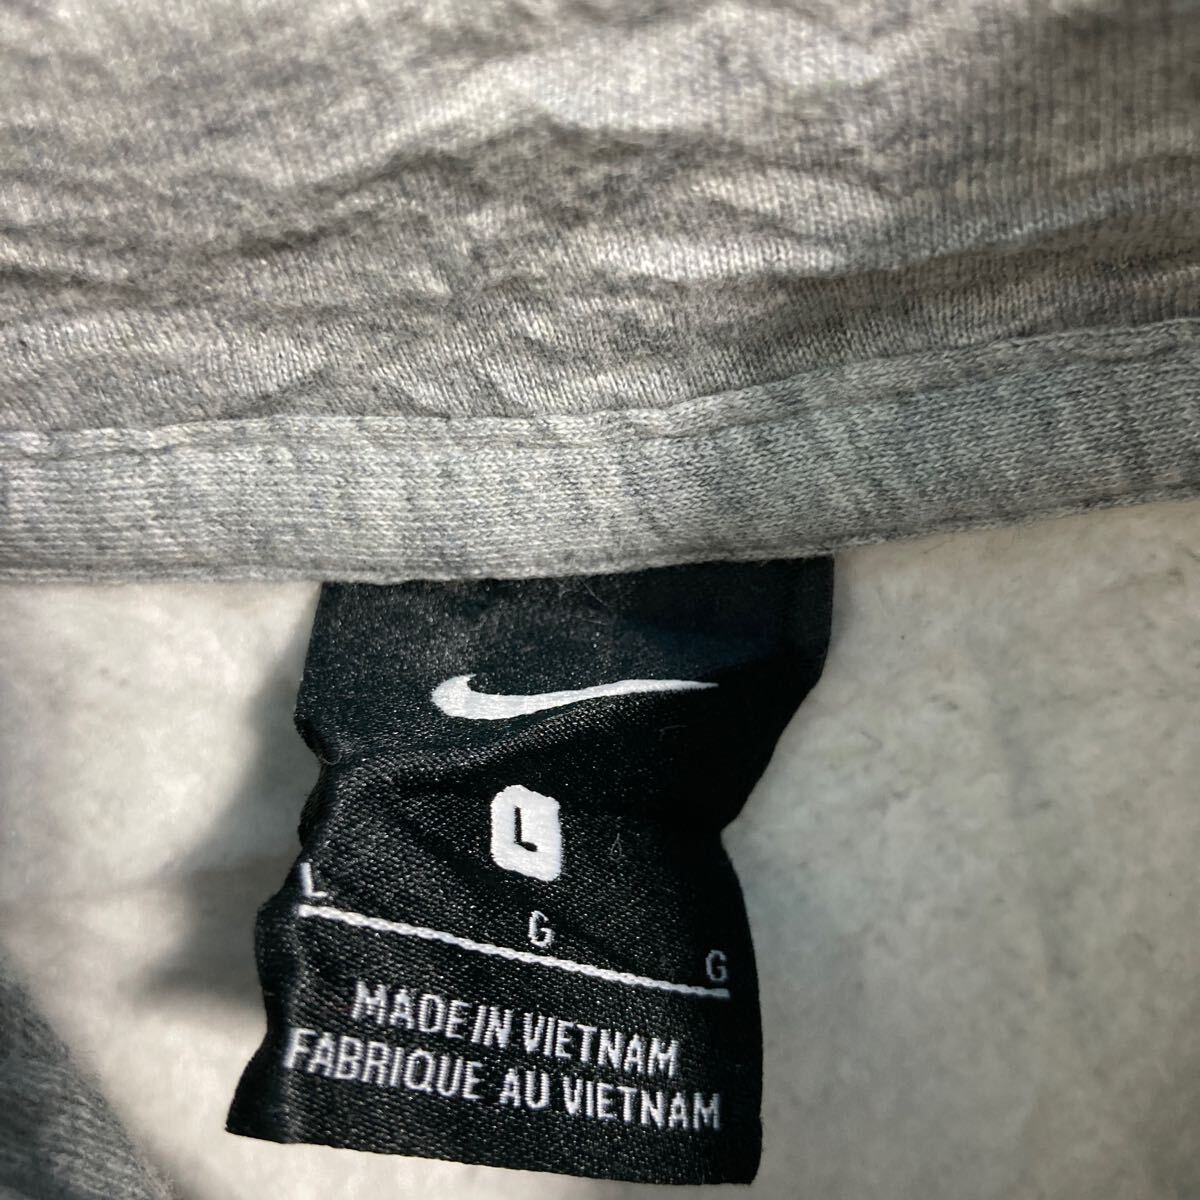 L
L G G
MADE IN VIETNAM
FABRIQUE AU VIETNAM